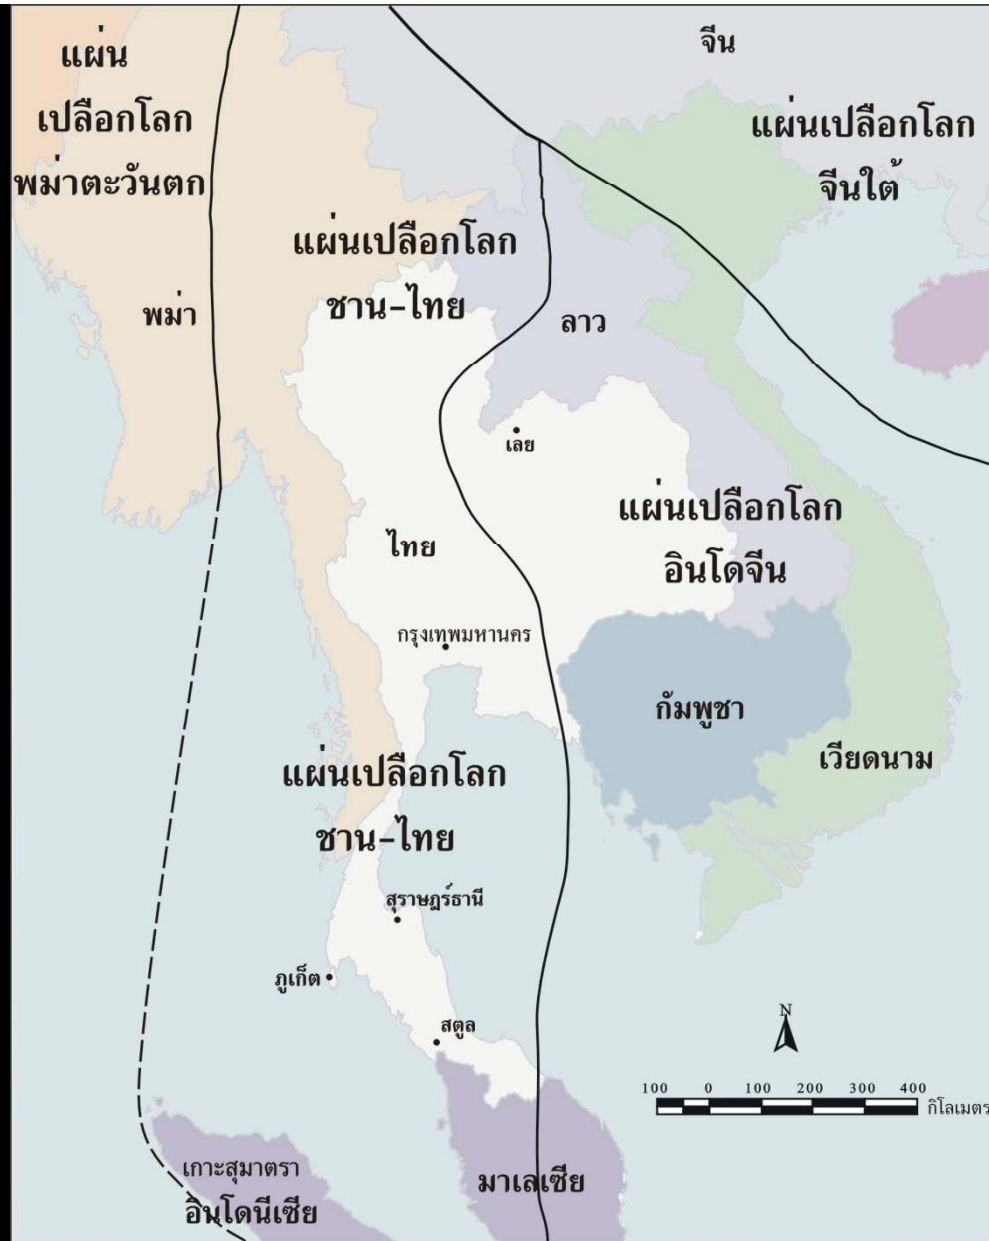 แผ่น
เปลือกโลก
พม่าตะวันตก
จีน
แผ่นเปลือกโลก
จีนใต้
แผ่นเปลือกโลก
ชาน-ไทย
พม่า
ลาว
เลย
แผ่นเปลือกโลก
อินโดจีน
ไทย
กรุงเทพมหานคร
กัมพูชา
เวียดนาม
แผ่นเปลือกโลก
ชาน-ไทย
สุราษฎร์ธานี
ภูเก็ต
สตูล
N
100 0 100 200 300 400
กิโลเมตร
เกาะสุมาตรา
อินโดนีเซีย
มาเลเซีย